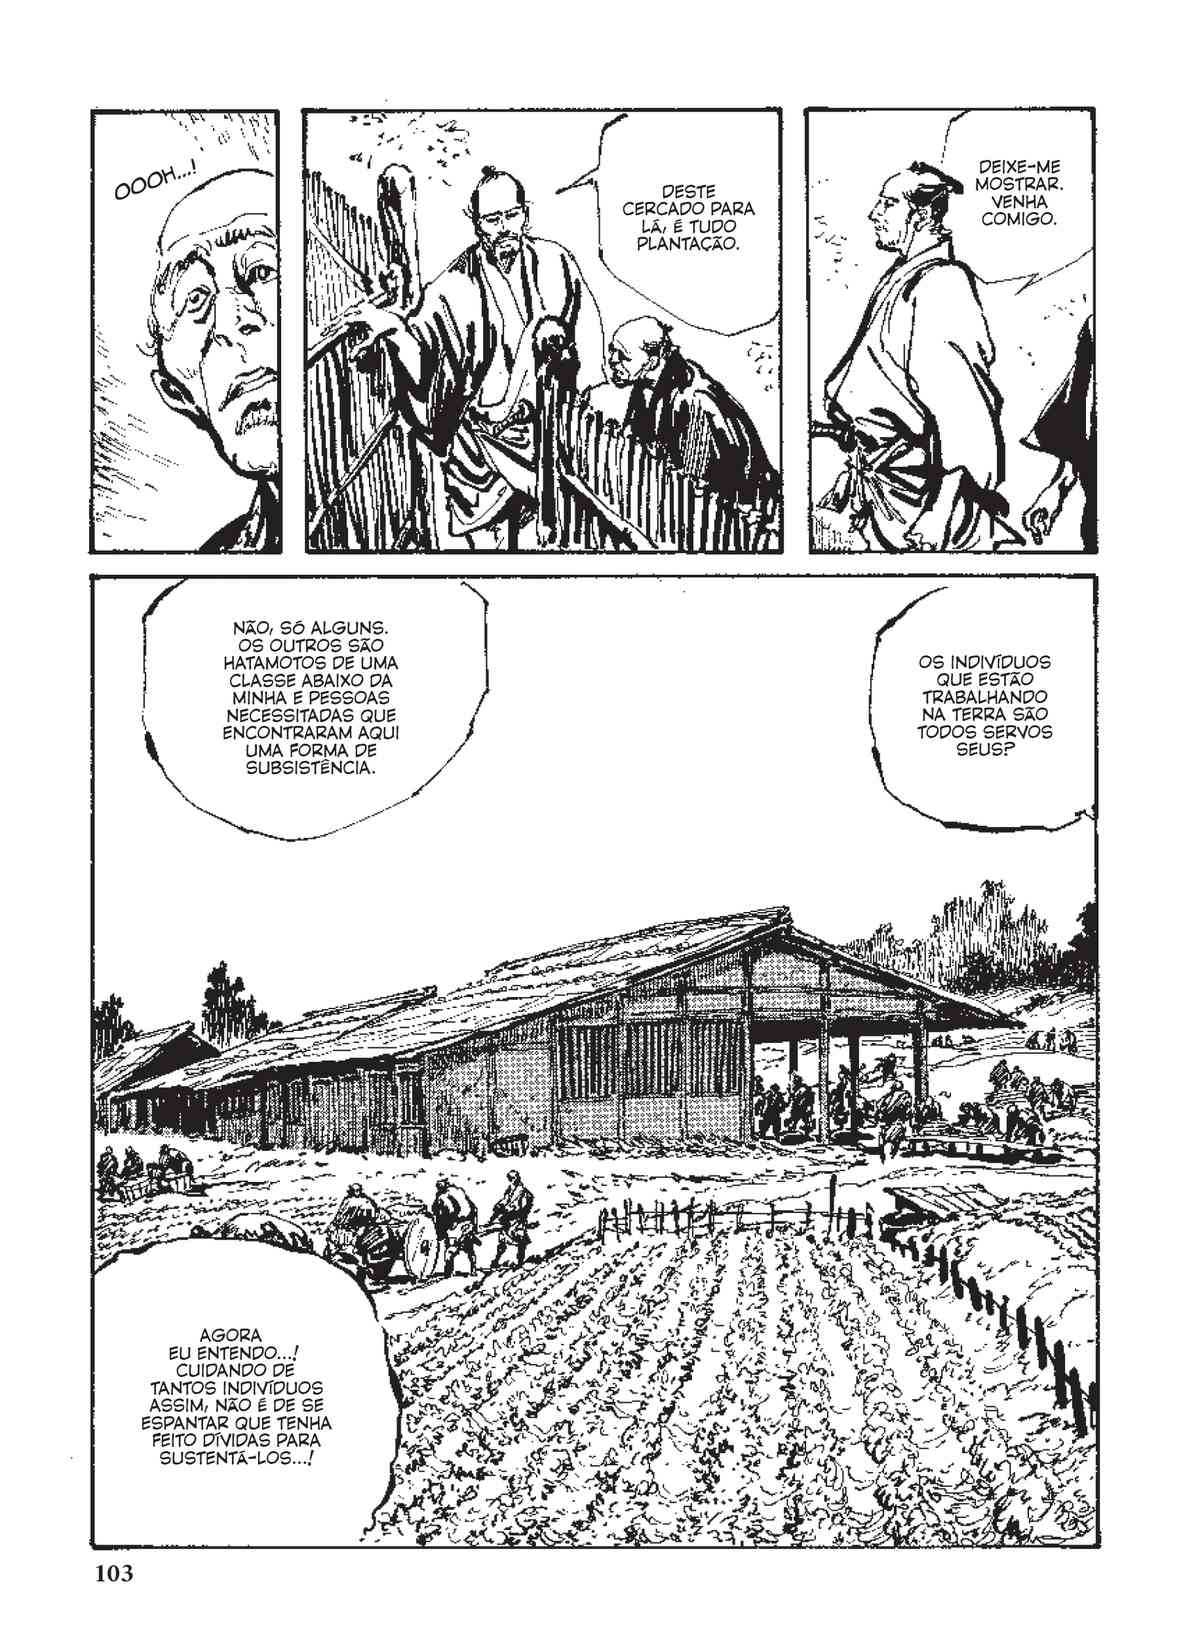 DEIXE-ME
MOSTRAR.
VENHA
COMIGO.
DESTE
CERCADO PARA
LÁ, É TUDO
PLANTAÇÃO.
OOOH...!
OS INDIVÍDUOS
QUE ESTÃO
TRABALHANDO
NA TERRA SÃO
TODOS SERVOS
SEUS?
NÃO, SÓ ALGUNS.
OS OUTROS SÃO
HATAMOTOS DE UMA
CLASSE ABAIXO DA
MINHA E PESSOAS
NECESSITADAS QUE
ENCONTRARAM AQUI
UMA FORMA DE
SUBSISTÊNCIA.
AGORA
EU ENTENDO...!
CUIDANDO DE
TANTOS INDIVÍDUOS
ASSIM, NÃO É DE SE
ESPANTAR QUE TENHA
FEITO DÍVIDAS PARA
SUSTENTÁ-LOS...!
103